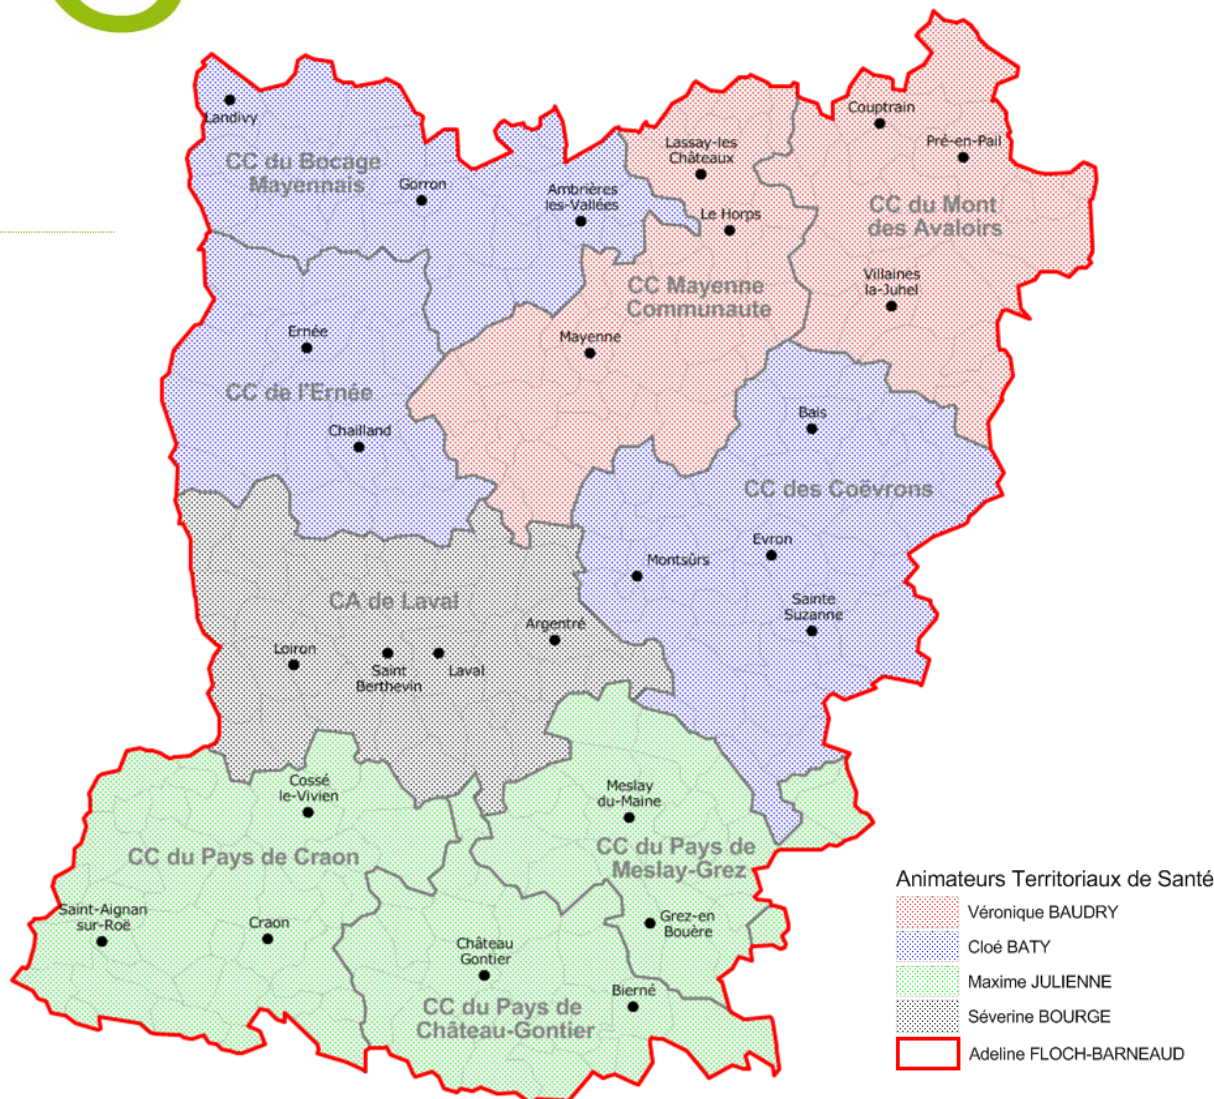 Landivy
CC du Bocage
Mayennais
Gorron
Ambrières
les-Vallées
Lassay-les
Châteaux
Le Horps
Couptrain
Pré-en-Pail
CC du Mont
des Avaloirs
Villaines
la-Juhel
CC Mayenne
Communaute
Mayenne
Ernée
CC de l'Ernée
Chailland
Bais
CC des Coëvrons
Evron
Montsûrs
Sainte
Suzanne
CA de Laval
Argentré
Loiron
Saint
Berthevin
Laval
Cossé
le-Vivien
CC du Pays de Craon
Saint-Aignan
sur-Roë
Craon
Meslay
du-Maine
CC du Pays de
Meslay-Grez
Grez-en
Bouère
Château
Gontier
Bierné
CC du Pays de
Château-Gontier
Animateurs Territoriaux de Santé
Véronique BAUDRY
Cloé BATY
Maxime JULIENNE
Séverine BOURGE
Adeline FLOCH-BARNEAUD